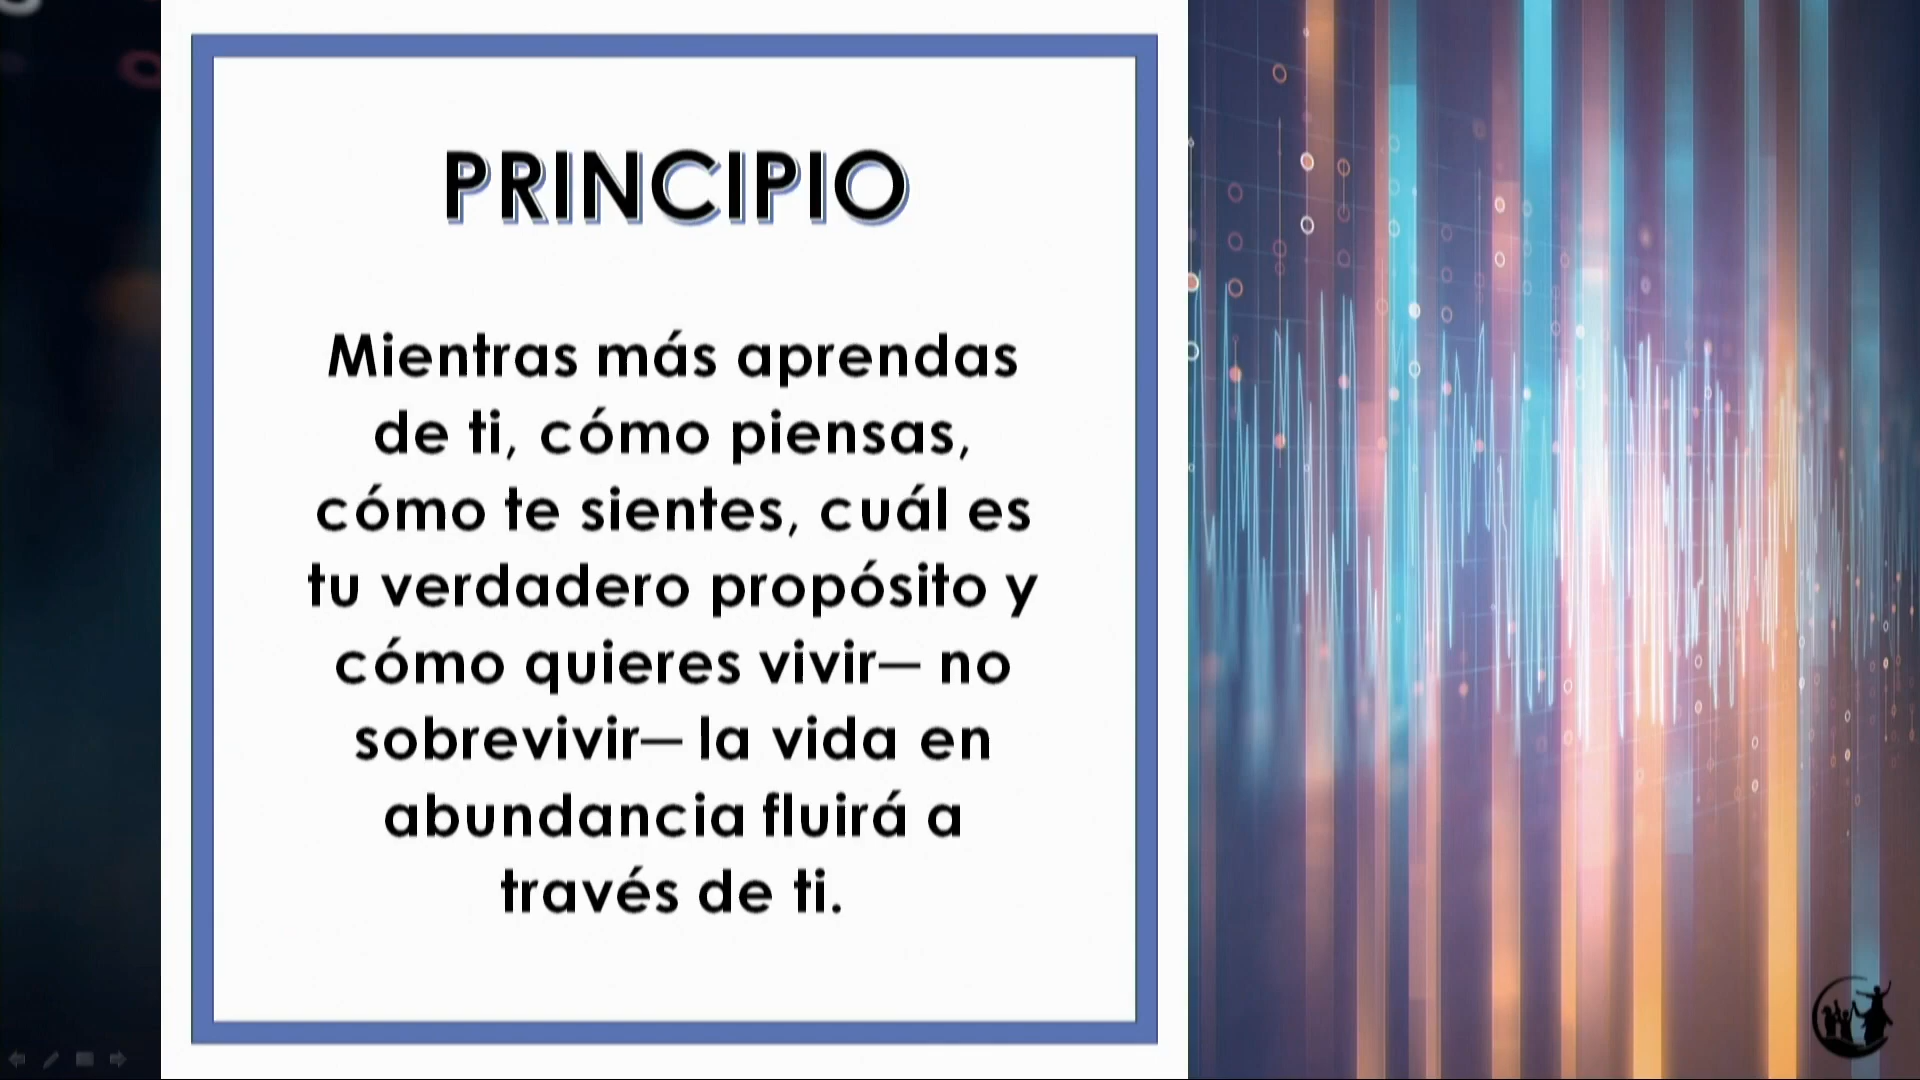 PRINCIPIO
Mientras más aprendas
de ti, cómo piensas,
cómo te sientes, cuál es
tu verdadero propósito y
cómo quieres vivir— no
sobrevivir— la vida en
abundancia fluirá a
través de ti.